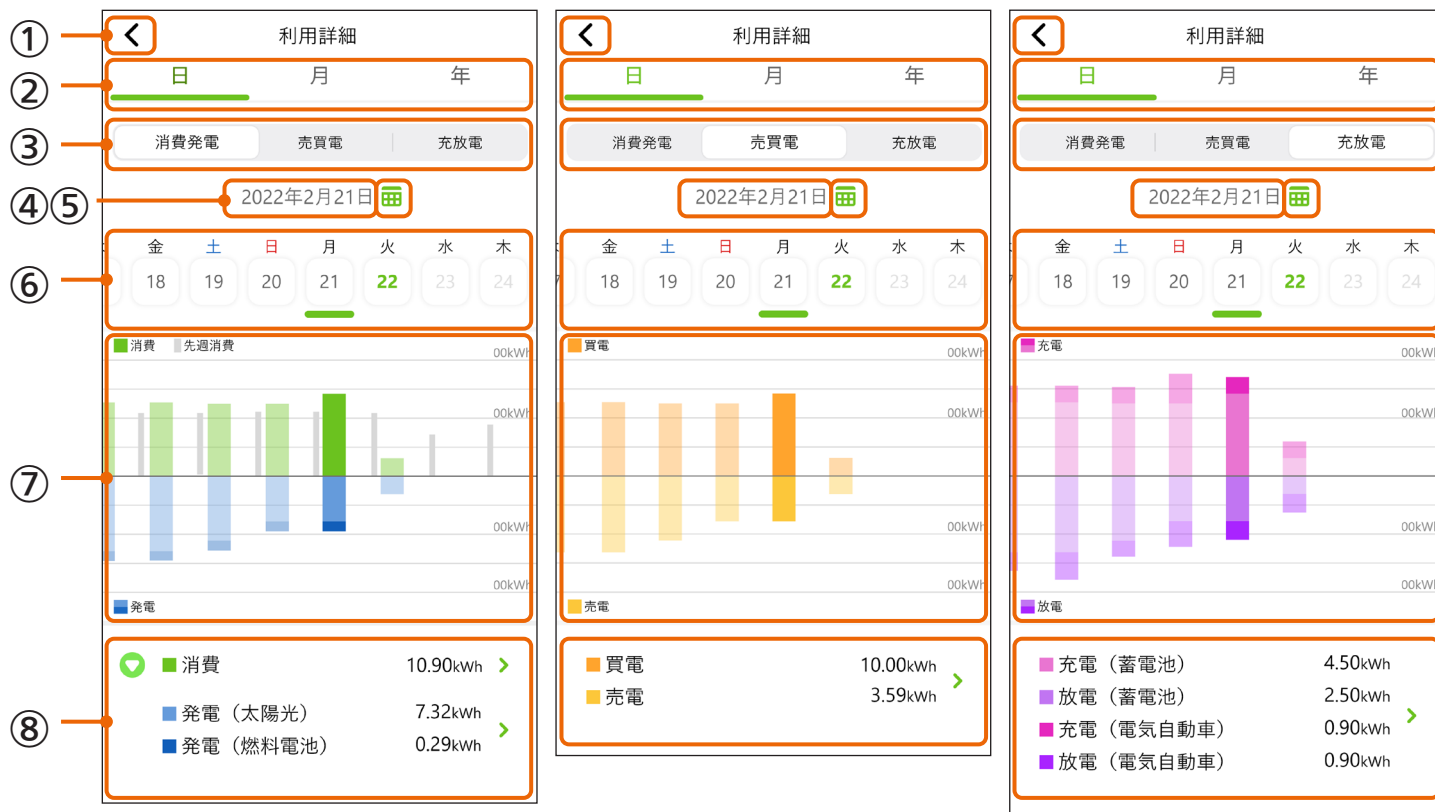 ① 利用詳細
② 日 月 年
③ 消費発電 売買電 充放電
④⑤ 2022年2月21日
⑥ 金 土 日 月 火 水 木
18 19 20 21 22 23 24
⑦ 消費 先週消費
00kWh
00kWh
00kWh
00kWh
発電
⑧ 消費 10.90kWh
発電（太陽光） 7.32kWh
発電（燃料電池） 0.29kWh
利用詳細
日 月 年
消費発電 売買電 充放電
2022年2月21日
金 土 日 月 火 水 木
18 19 20 21 22 23 24
買電
00kWh
00kWh
00kWh
00kWh
売電
買電 10.00kWh
売電 3.59kWh
利用詳細
日 月 年
消費発電 売買電 充放電
2022年2月21日
金 土 日 月 火 水 木
18 19 20 21 22 23 24
充電
00kW
00kW
00kW
00kW
放電
充電（蓄電池） 4.50kWh
放電（蓄電池） 2.50kWh
充電（電気自動車） 0.90kWh
放電（電気自動車） 0.90kWh